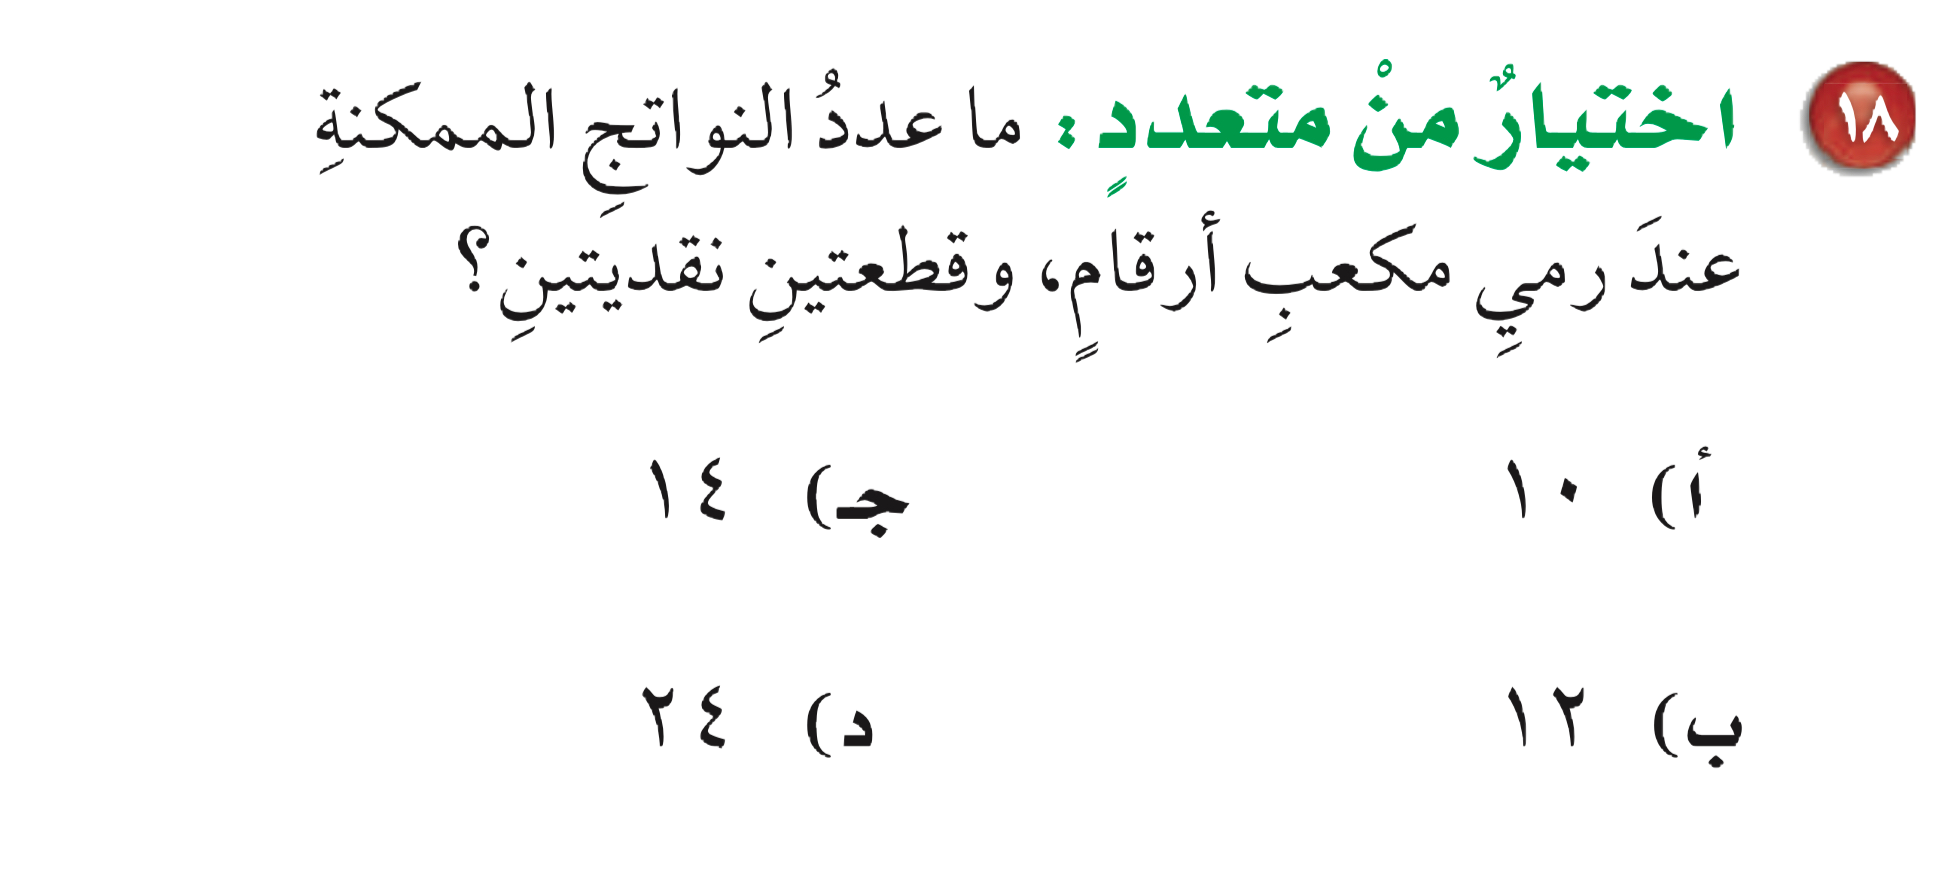 ١٨ اختيارٌ منْ متعددٍ: ما عددُ النواتجِ الممكنةِ
عندَ رميِ مكعبِ أرقامٍ، وقطعتينِ نقديتينِ؟
أ) ١٠ جـ) ١٤
ب) ١٢ د) ٢٤